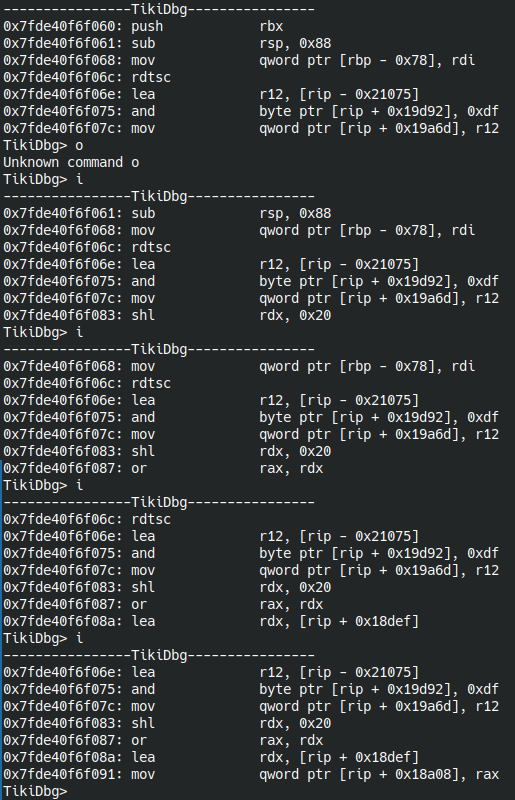 ----------------TikiDbg----------------
0x7fde40f6f060: push            rbx
0x7fde40f6f061: sub             rsp, 0x88
0x7fde40f6f068: mov             qword ptr [rbp - 0x78], rdi
0x7fde40f6f06c: rdtsc
0x7fde40f6f06e: lea             r12, [rip - 0x21075]
0x7fde40f6f075: and             byte ptr [rip + 0x19d92], 0xdf
0x7fde40f6f07c: mov             qword ptr [rip + 0x19a6d], r12
TikiDbg> o
Unknown command o
TikiDbg> i
----------------TikiDbg----------------
0x7fde40f6f061: sub             rsp, 0x88
0x7fde40f6f068: mov             qword ptr [rbp - 0x78], rdi
0x7fde40f6f06c: rdtsc
0x7fde40f6f06e: lea             r12, [rip - 0x21075]
0x7fde40f6f075: and             byte ptr [rip + 0x19d92], 0xdf
0x7fde40f6f07c: mov             qword ptr [rip + 0x19a6d], r12
0x7fde40f6f083: shl             rdx, 0x20
TikiDbg> i
----------------TikiDbg----------------
0x7fde40f6f068: mov             qword ptr [rbp - 0x78], rdi
0x7fde40f6f06c: rdtsc
0x7fde40f6f06e: lea             r12, [rip - 0x21075]
0x7fde40f6f075: and             byte ptr [rip + 0x19d92], 0xdf
0x7fde40f6f07c: mov             qword ptr [rip + 0x19a6d], r12
0x7fde40f6f083: shl             rdx, 0x20
0x7fde40f6f087: or              rax, rdx
TikiDbg> i
----------------TikiDbg----------------
0x7fde40f6f06c: rdtsc
0x7fde40f6f06e: lea             r12, [rip - 0x21075]
0x7fde40f6f075: and             byte ptr [rip + 0x19d92], 0xdf
0x7fde40f6f07c: mov             qword ptr [rip + 0x19a6d], r12
0x7fde40f6f083: shl             rdx, 0x20
0x7fde40f6f087: or              rax, rdx
0x7fde40f6f08a: lea             rdx, [rip + 0x18def]
TikiDbg> i
----------------TikiDbg----------------
0x7fde40f6f06e: lea             r12, [rip - 0x21075]
0x7fde40f6f075: and             byte ptr [rip + 0x19d92], 0xdf
0x7fde40f6f07c: mov             qword ptr [rip + 0x19a6d], r12
0x7fde40f6f083: shl             rdx, 0x20
0x7fde40f6f087: or              rax, rdx
0x7fde40f6f08a: lea             rdx, [rip + 0x18def]
0x7fde40f6f091: mov             qword ptr [rip + 0x18a08], rax
TikiDbg>